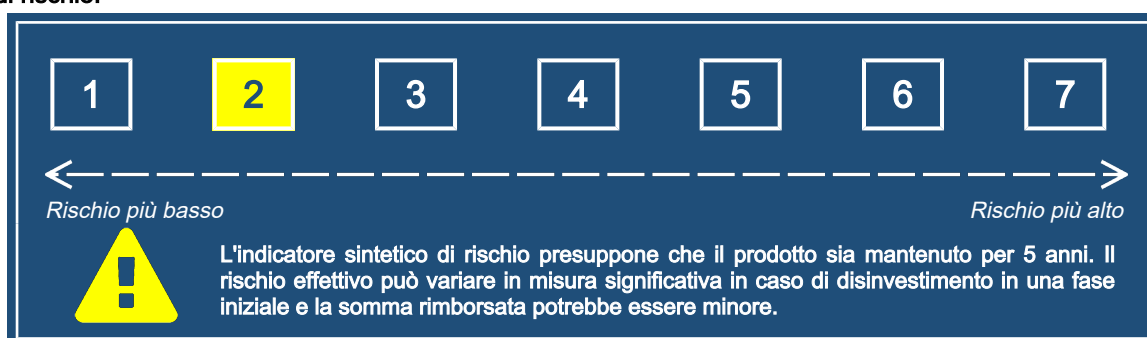 di rischio.
1 2 3 4 5 6 7
Rischio più basso Rischio più alto
L'indicatore sintetico di rischio presuppone che il prodotto sia mantenuto per 5 anni. Il
rischio effettivo può variare in misura significativa in caso di disinvestimento in una fase
iniziale e la somma rimborsata potrebbe essere minore.